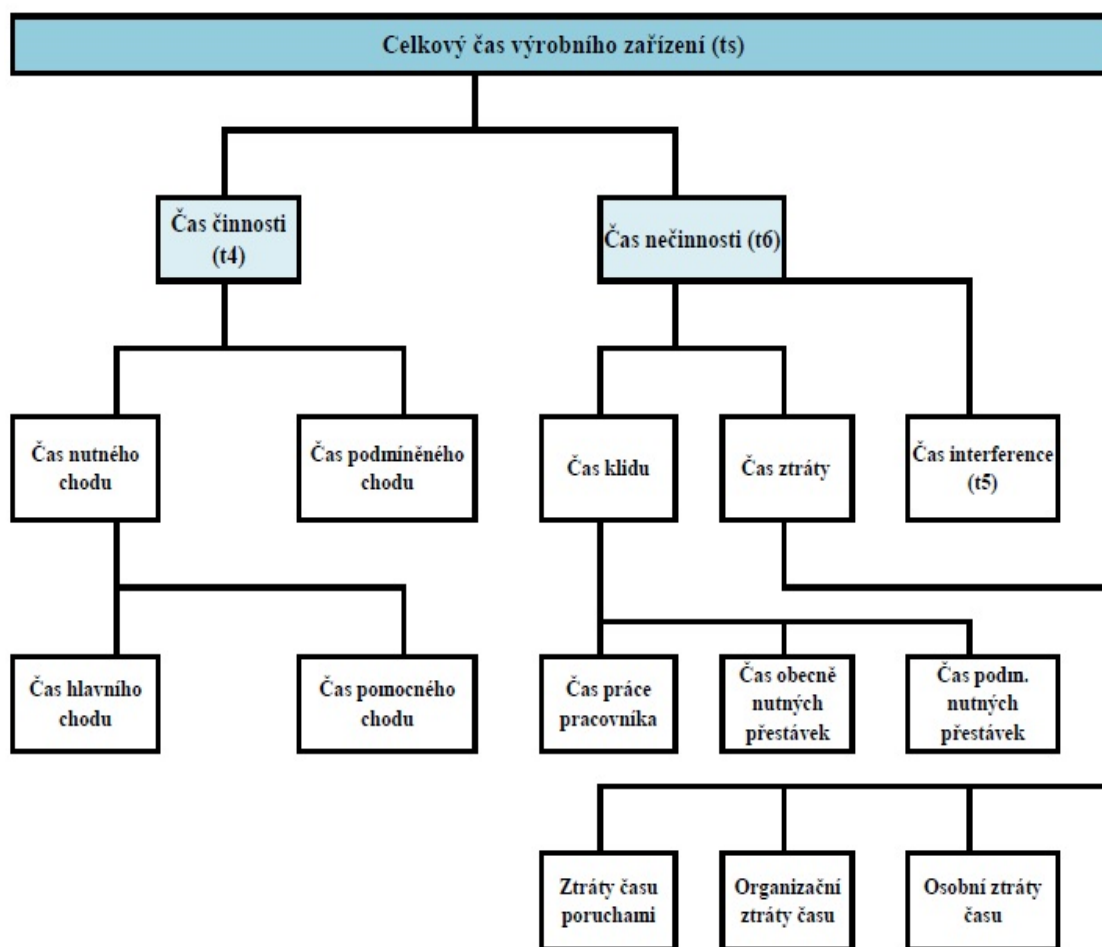 Celkový čas výrobního zařízení (ts)
Čas činnosti
(t4)
Čas nečinnosti (t6)
Čas nutného
chodu
Čas podmíněného
chodu
Čas klidu
Čas ztráty
Čas interference
(t5)
Čas hlavního
chodu
Čas pomocného
chodu
Čas práce
pracovníka
Čas obecně
nutných
přestávek
Čas podm.
nutných
přestávek
Ztráty času
poruchami
Organizační
ztráty času
Osobní ztráty
času